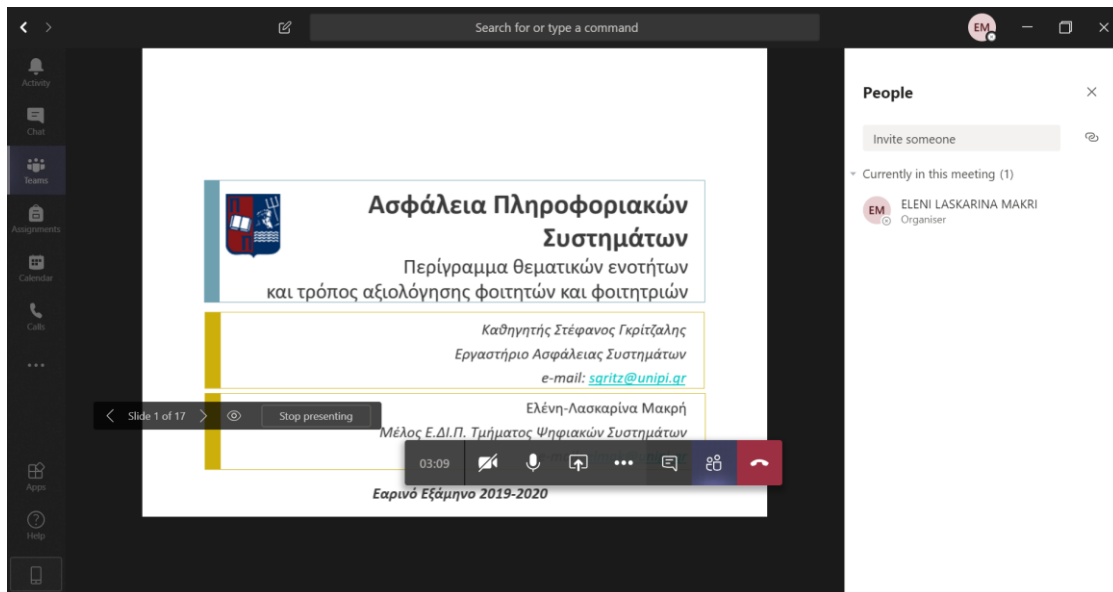 Search for or type a command
EM
Activity
Chat
Teams
Assignments
Calendar
Calls
Apps
Help
Ασφάλεια Πληροφοριακών
Συστημάτων
Περίγραμμα θεματικών ενοτήτων
και τρόπος αξιολόγησης φοιτητών και φοιτητριών
Καθηγητής Στέφανος Γκρίτζαλης
Εργαστήριο Ασφάλειας Συστημάτων
e-mail: sgritz@unipi.gr
Ελένη-Λασκαρίνα Μακρή
Slide 1 of 17
Stop presenting
Μέλος Ε.ΔΙ.Π. Τμήματος Ψηφιακών Συστημάτων
03:09
Εαρινό Εξάμηνο 2019-2020
People
Invite someone
Currently in this meeting (1)
EM
ELENI LASKARINA MAKRI
Organiser